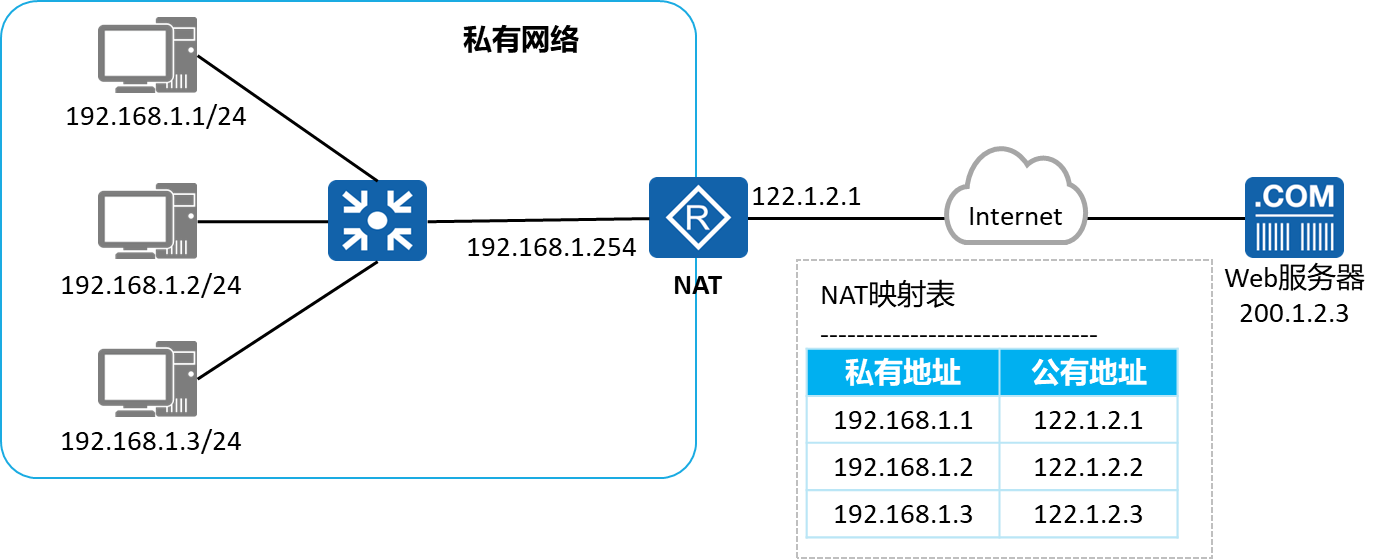 私有网络
192.168.1.1/24
192.168.1.2/24
192.168.1.3/24
192.168.1.254
R
NAT
122.1.2.1
Internet
.COM
Web服务器
200.1.2.3
NAT映射表
-------------------------------
私有地址 公有地址
192.168.1.1 122.1.2.1
192.168.1.2 122.1.2.2
192.168.1.3 122.1.2.3